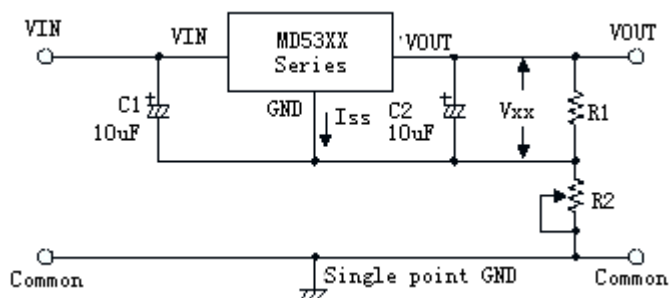 VIN
VOUT
VIN
MD53XX
Series
VOUT
GND
Iss
C1
10uF
C2
10uF
Vxx
R1
R2
Common
Single point GND
Common